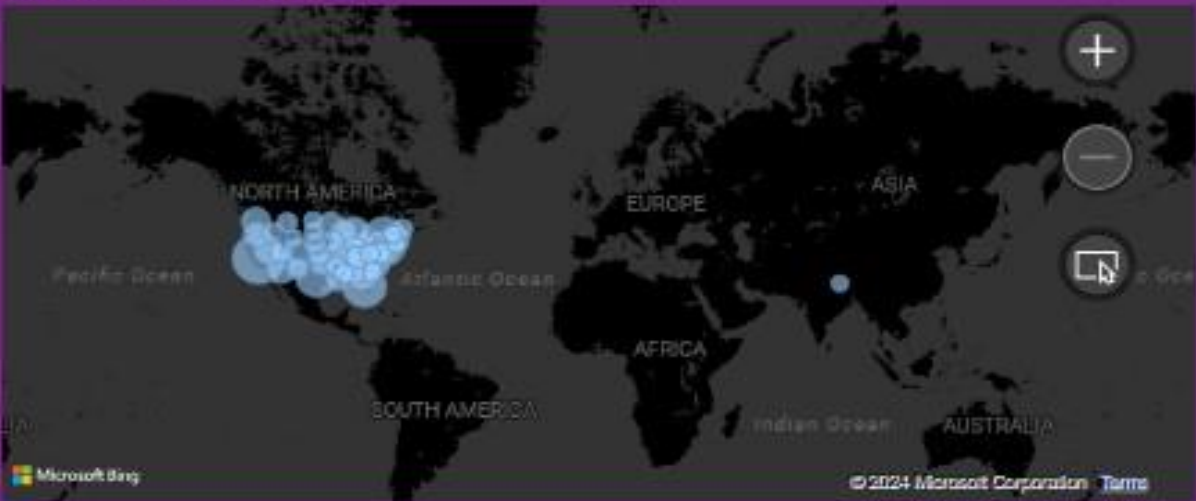 NORTH AMERICA
EUROPE
ASIA
Pacific Ocean
Atlantic Ocean
AFRICA
SOUTH AMERICA
Indian Ocean
AUSTRALIA
Microsoft Bing
© 2024 Microsoft Corporation Terms